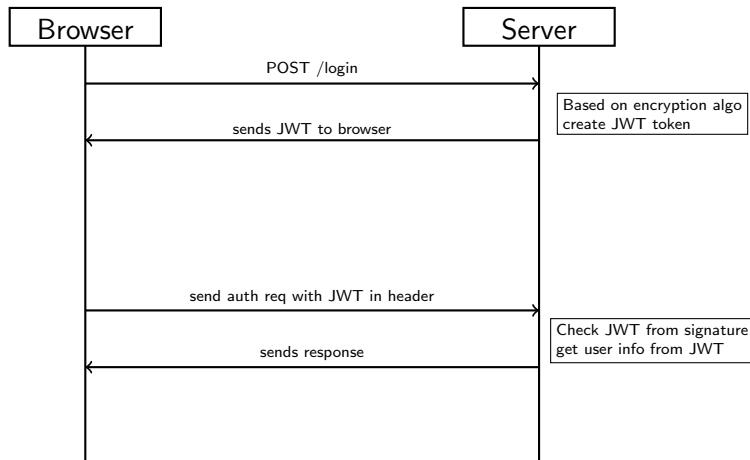 Browser
Server
POST /login
Based on encryption algo
create JWT token
sends JWT to browser
send auth req with JWT in header
Check JWT from signature
get user info from JWT
sends response